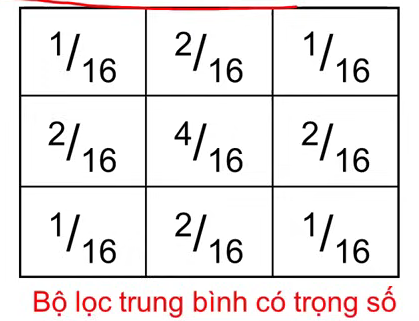 1/16 2/16 1/16
2/16 4/16 2/16
1/16 2/16 1/16
Bộ lọc trung bình có trọng số